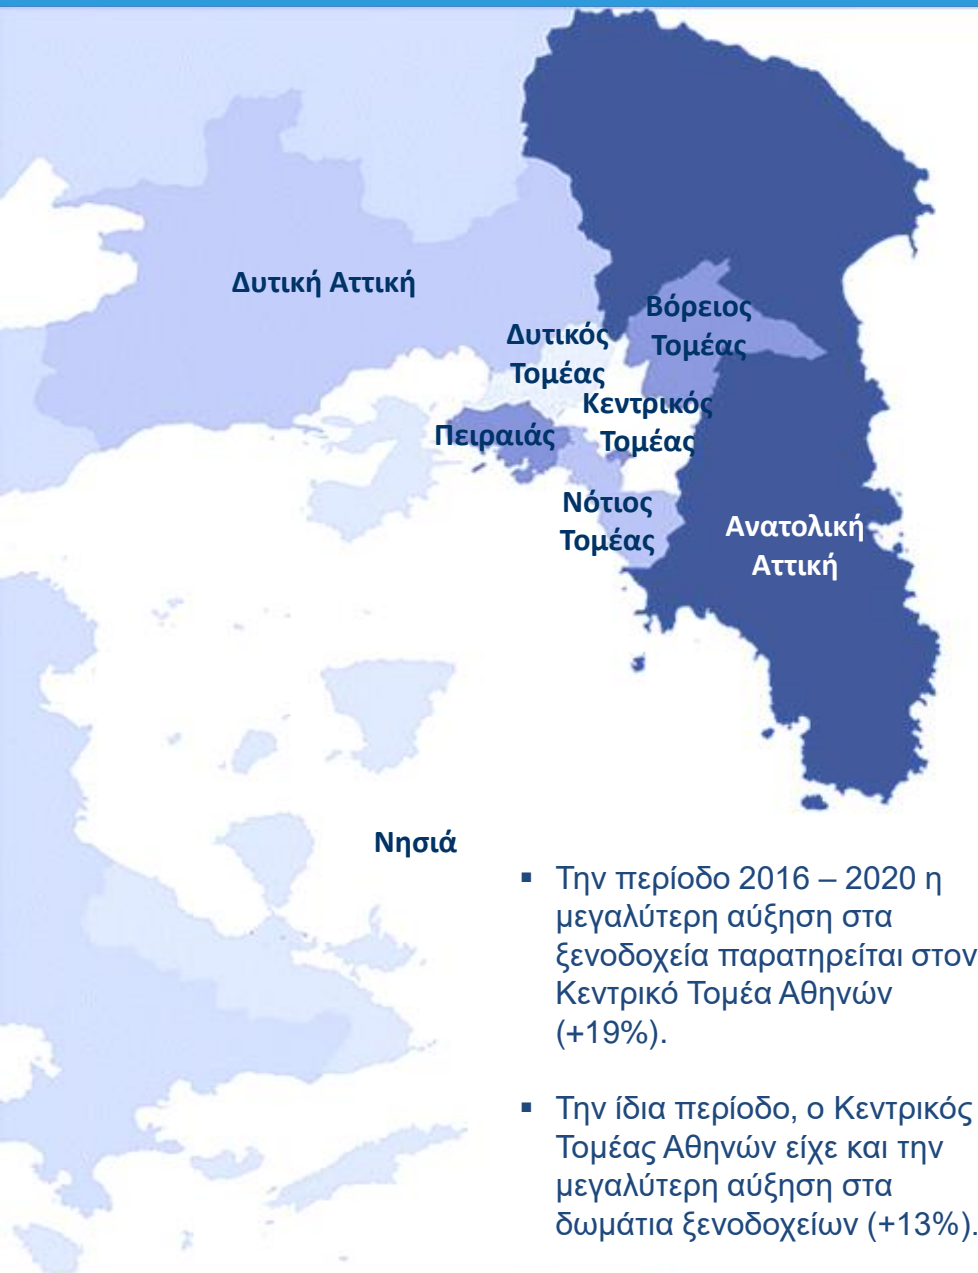 Δυτική Αττική
Βόρειος
Τομέας
Δυτικός
Τομέας
Κεντρικός
Τομέας
Πειραιάς
Νότιος
Τομέας
Ανατολική
Αττική
Νησιά
▪ Την περίοδο 2016 – 2020 η
μεγαλύτερη αύξηση στα
ξενοδοχεία παρατηρείται στον
Κεντρικό Τομέα Αθηνών
(+19%).
▪ Την ίδια περίοδο, ο Κεντρικός
Τομέας Αθηνών είχε και την
μεγαλύτερη αύξηση στα
δωμάτια ξενοδοχείων (+13%).